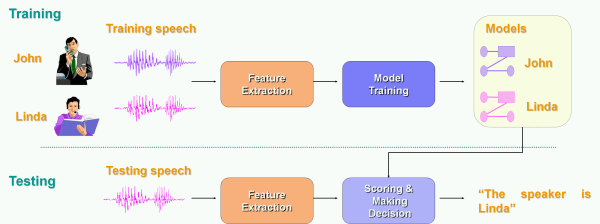 Training
Training speech
Models
John
Feature
Extraction
Model
Training
John
Linda
Linda
Testing
Testing speech
Feature
Extraction
Scoring &
Making
Decision
“The speaker is
Linda”